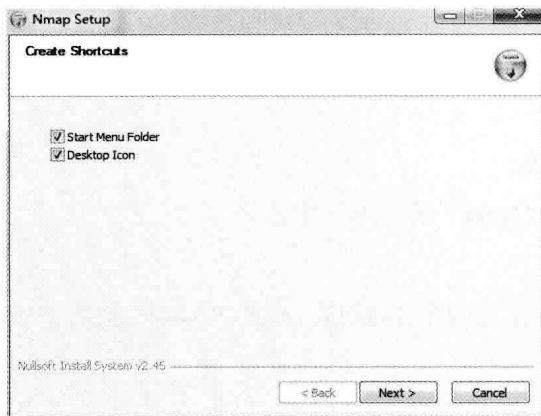 Nmap Setup
Create Shortcuts
Start Menu Folder
Desktop Icon
Nullsoft Install System v2.45
< Back
Next >
Cancel